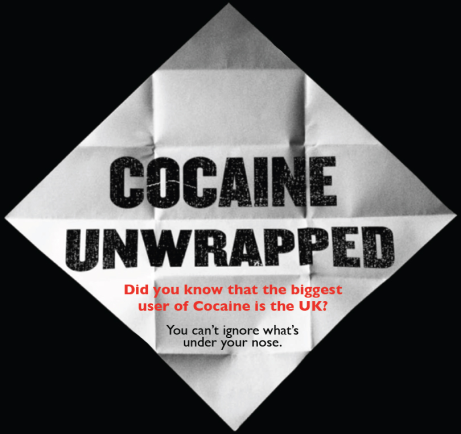 COCAINE
UNWRAPPED
Did you know that the biggest
user of Cocaine is the UK?
You can't ignore what's
under your nose.